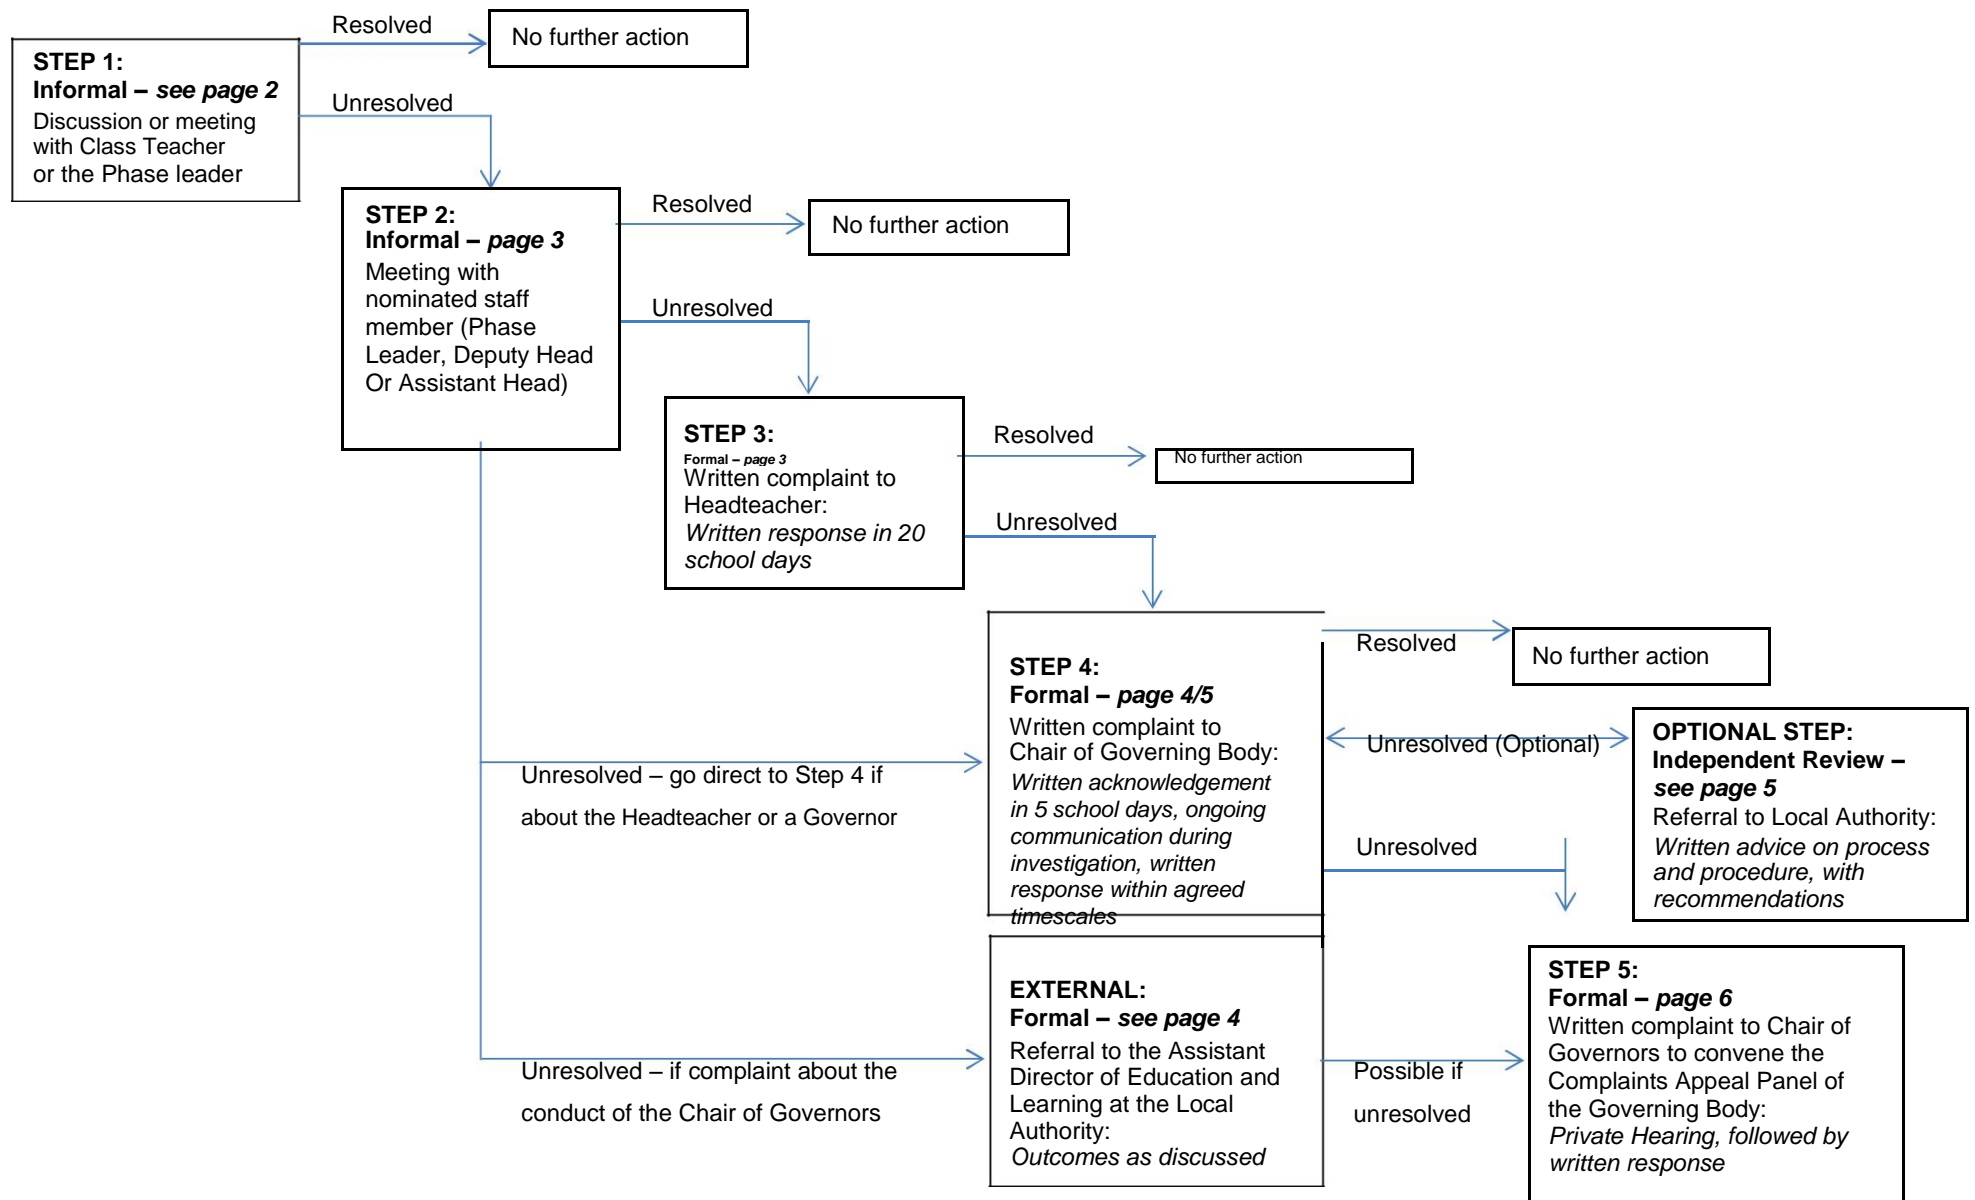 Resolved
No further action
STEP 1:
Informal – see page 2
Discussion or meeting
with Class Teacher
or the Phase leader
Unresolved
STEP 2:
Informal – page 3
Meeting with
nominated staff
member (Phase
Leader, Deputy Head
Or Assistant Head)
Resolved
No further action
Unresolved
STEP 3:
Formal – page 3
Written complaint to
Headteacher:
Written response in 20
school days
Resolved
No further action
Unresolved
STEP 4:
Formal – page 4/5
Written complaint to
Chair of Governing Body:
Written acknowledgement
in 5 school days, ongoing
communication during
investigation, written
response within agreed
timescales
Resolved
No further action
Unresolved (Optional)
OPTIONAL STEP:
Independent Review –
see page 5
Referral to Local Authority:
Written advice on process
and procedure, with
recommendations
Unresolved – go direct to Step 4 if
about the Headteacher or a Governor
Unresolved
EXTERNAL:
Formal – see page 4
Referral to the Assistant
Director of Education and
Learning at the Local
Authority:
Outcomes as discussed
Unresolved – if complaint about the
conduct of the Chair of Governors
Possible if
unresolved
STEP 5:
Formal – page 6
Written complaint to Chair of
Governors to convene the
Complaints Appeal Panel of
the Governing Body:
Private Hearing, followed by
written response